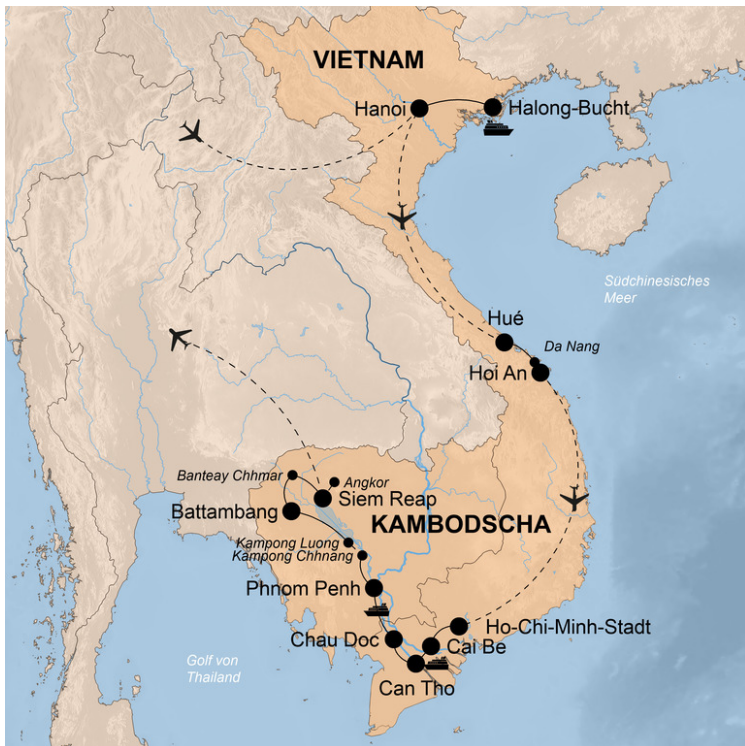 VIETNAM
Hanoi
Halong-Bucht
Südchinesisches
Meer
Hué
Da Nang
Hoi An
Banteay Chhmar
Angkor
Siem Reap
Battambang
KAMBODSCHA
Kampong Luong
Kampong Chhnang
Phnom Penh
Chau Doc
Ho-Chi-Minh-Stadt
Cai Be
Can Tho
Golf von
Thailand